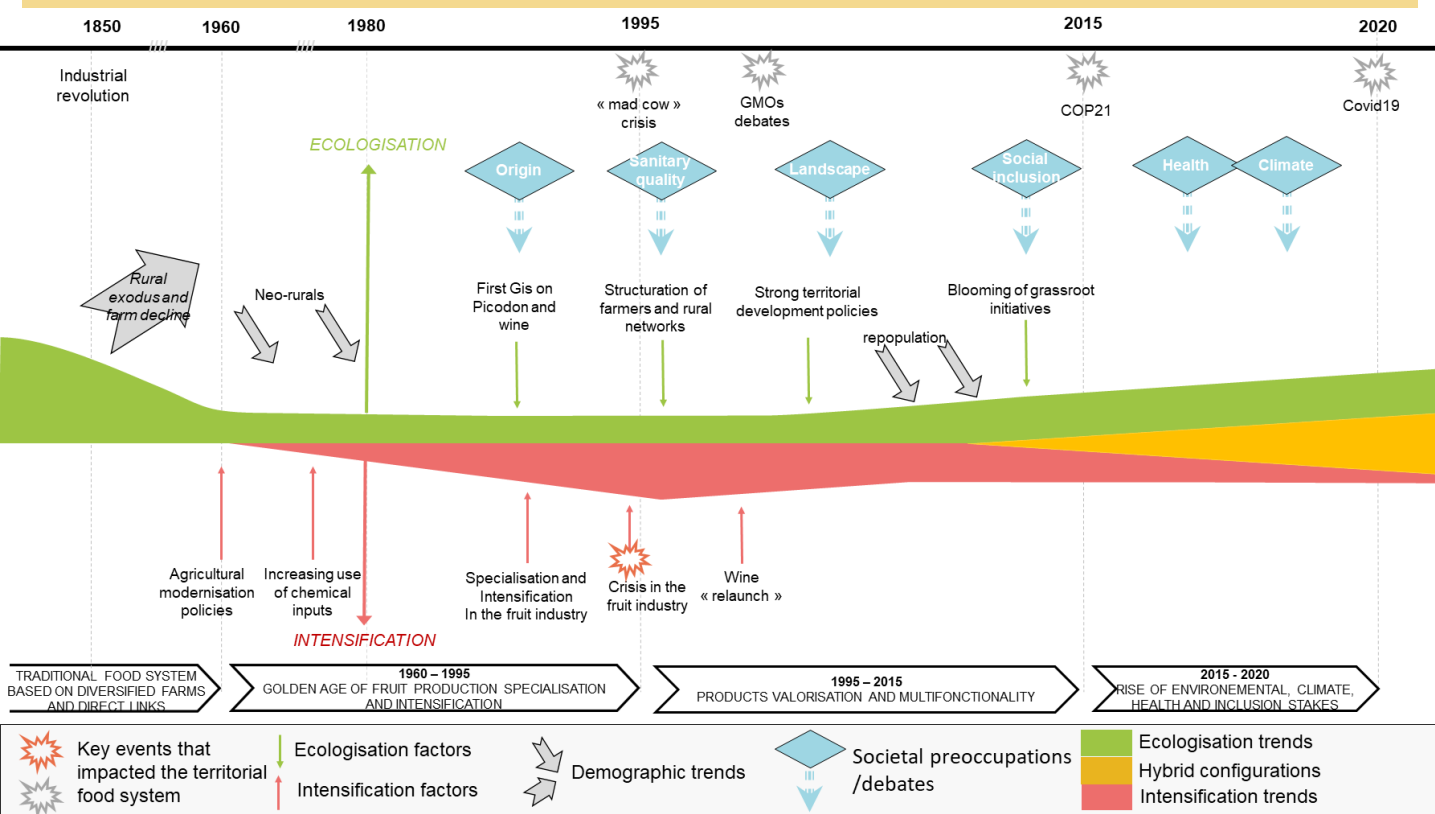 1850
1960
1980
1995
2015
2020
Industrial
revolution
« mad cow »
crisis
GMOs
debates
COP21
Covid19
ECOLOGISATION
Origin
Sanitary
quality
Landscape
Social
inclusion
Health
Climate
Rural
exodus and
farm decline
Neo-rurals
First Gis on
Picodon and
wine
Structuration of
farmers and rural
networks
Strong territorial
development policies
Blooming of grassroot
initiatives
repopulation
Agricultural
modernisation
policies
Increasing use
of chemical
inputs
Specialisation and
Intensification
In the fruit industry
Crisis in the
fruit industry
Wine
« relaunch »
INTENSIFICATION
TRADITIONAL FOOD SYSTEM
BASED ON DIVERSIFIED FARMS
AND DIRECT LINKS
1960 – 1995
GOLDEN AGE OF FRUIT PRODUCTION SPECIALISATION
AND INTENSIFICATION
1995 – 2015
PRODUCTS VALORISATION AND MULTIFONCTIONALITY
2015 - 2020
RISE OF ENVIRONEMENTAL, CLIMATE,
HEALTH AND INCLUSION STAKES
Key events that
impacted the territorial
food system
Ecologisation factors
Intensification factors
Demographic trends
Societal preoccupations
/debates
Ecologisation trends
Hybrid configurations
Intensification trends